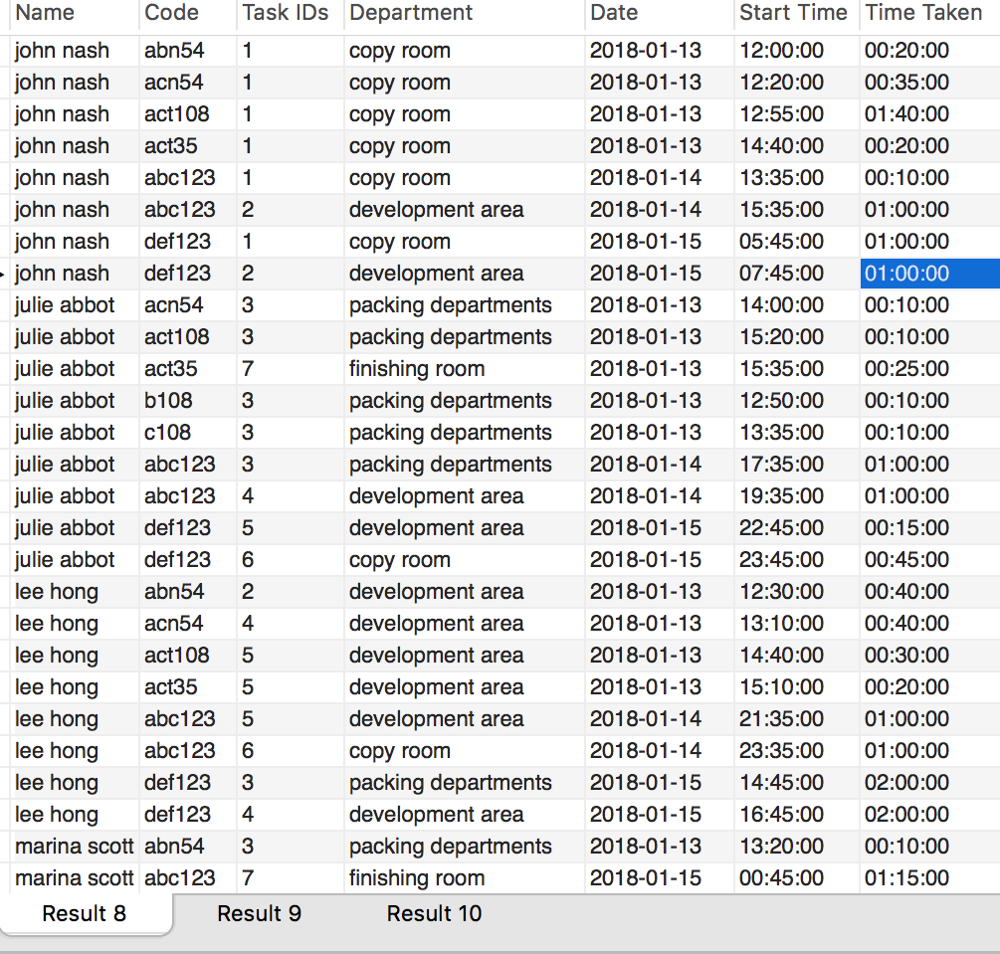 Name Code Task IDs Department Date Start Time Time Taken
john nash abn54 1 copy room 2018-01-13 12:00:00 00:20:00
john nash acn54 1 copy room 2018-01-13 12:20:00 00:35:00
john nash act108 1 copy room 2018-01-13 12:55:00 01:40:00
john nash act35 1 copy room 2018-01-13 14:40:00 00:20:00
john nash abc123 1 copy room 2018-01-14 13:35:00 00:10:00
john nash abc123 2 development area 2018-01-14 15:35:00 01:00:00
john nash def123 1 copy room 2018-01-15 05:45:00 01:00:00
john nash def123 2 development area 2018-01-15 07:45:00 01:00:00
julie abbot acn54 3 packing departments 2018-01-13 14:00:00 00:10:00
julie abbot act108 3 packing departments 2018-01-13 15:20:00 00:10:00
julie abbot act35 7 finishing room 2018-01-13 15:35:00 00:25:00
julie abbot b108 3 packing departments 2018-01-13 12:50:00 00:10:00
julie abbot c108 3 packing departments 2018-01-13 13:35:00 00:10:00
julie abbot abc123 3 packing departments 2018-01-14 17:35:00 01:00:00
julie abbot abc123 4 development area 2018-01-14 19:35:00 01:00:00
julie abbot def123 5 development area 2018-01-15 22:45:00 00:15:00
julie abbot def123 6 copy room 2018-01-15 23:45:00 00:45:00
lee hong abn54 2 development area 2018-01-13 12:30:00 00:40:00
lee hong acn54 4 development area 2018-01-13 13:10:00 00:40:00
lee hong act108 5 development area 2018-01-13 14:40:00 00:30:00
lee hong act35 5 development area 2018-01-13 15:10:00 00:20:00
lee hong abc123 5 development area 2018-01-14 21:35:00 01:00:00
lee hong abc123 6 copy room 2018-01-14 23:35:00 01:00:00
lee hong def123 3 packing departments 2018-01-15 14:45:00 02:00:00
lee hong def123 4 development area 2018-01-15 16:45:00 02:00:00
marina scott abn54 3 packing departments 2018-01-13 13:20:00 00:10:00
marina scott abc123 7 finishing room 2018-01-15 00:45:00 01:15:00
Result 8 Result 9 Result 10